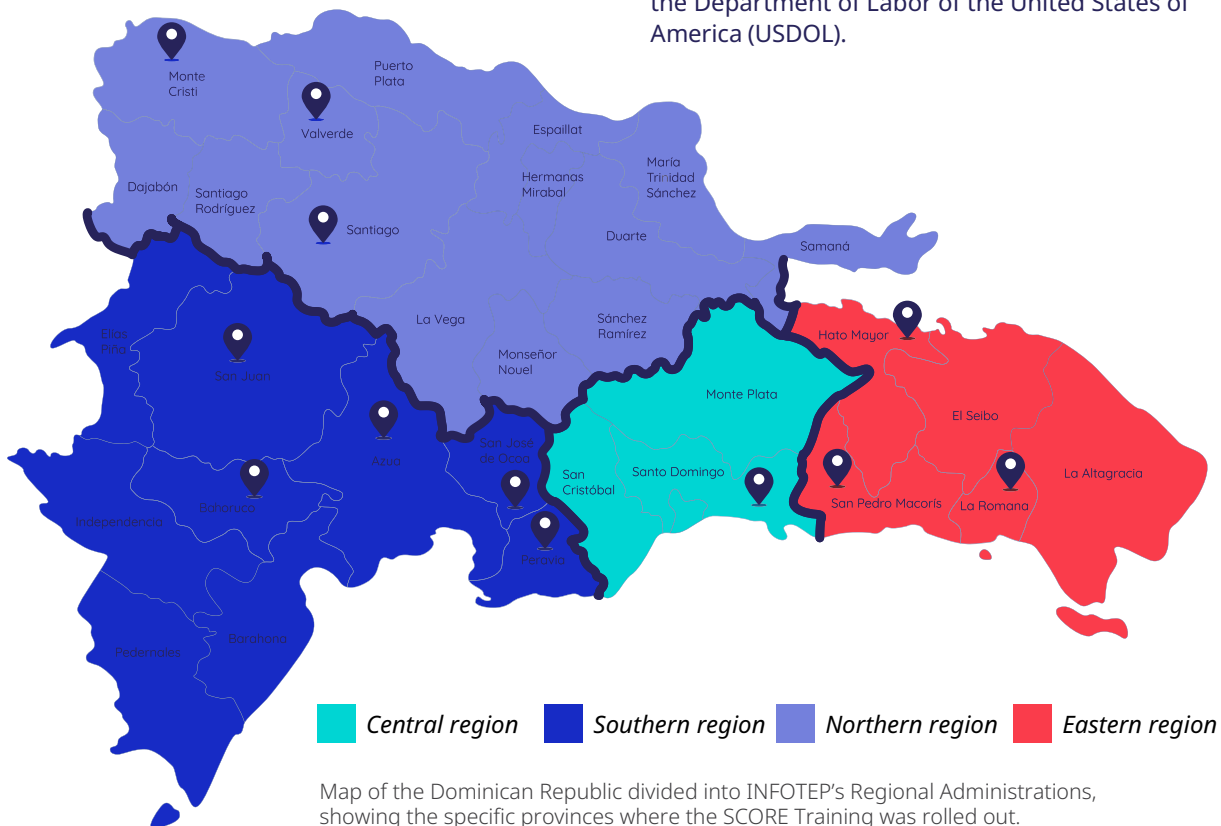 the Department of Labor of the United States of
America (USDOL).
Monte
Cristi
Puerto
Plata
Valverde
Espaillat
Hermanas
Mirabal
María
Trinidad
Sánchez
Dajabón
Santiago
Rodríguez
Santiago
Duarte
Samaná
La Vega
Sánchez
Ramírez
Monseñor
Nouel
Elías
Piña
San Juan
Hato Mayor
Monte Plata
El Seibo
Azua
San José
de Ocoa
San
Cristóbal
Santo Domingo
La Altagracia
Bahoruco
Independencia
San Pedro Macorís
La Romana
Peravia
Barahona
Pedernales
Central region
Southern region
Northern region
Eastern region
Map of the Dominican Republic divided into INFOTEP’s Regional Administrations,
showing the specific provinces where the SCORE Training was rolled out.